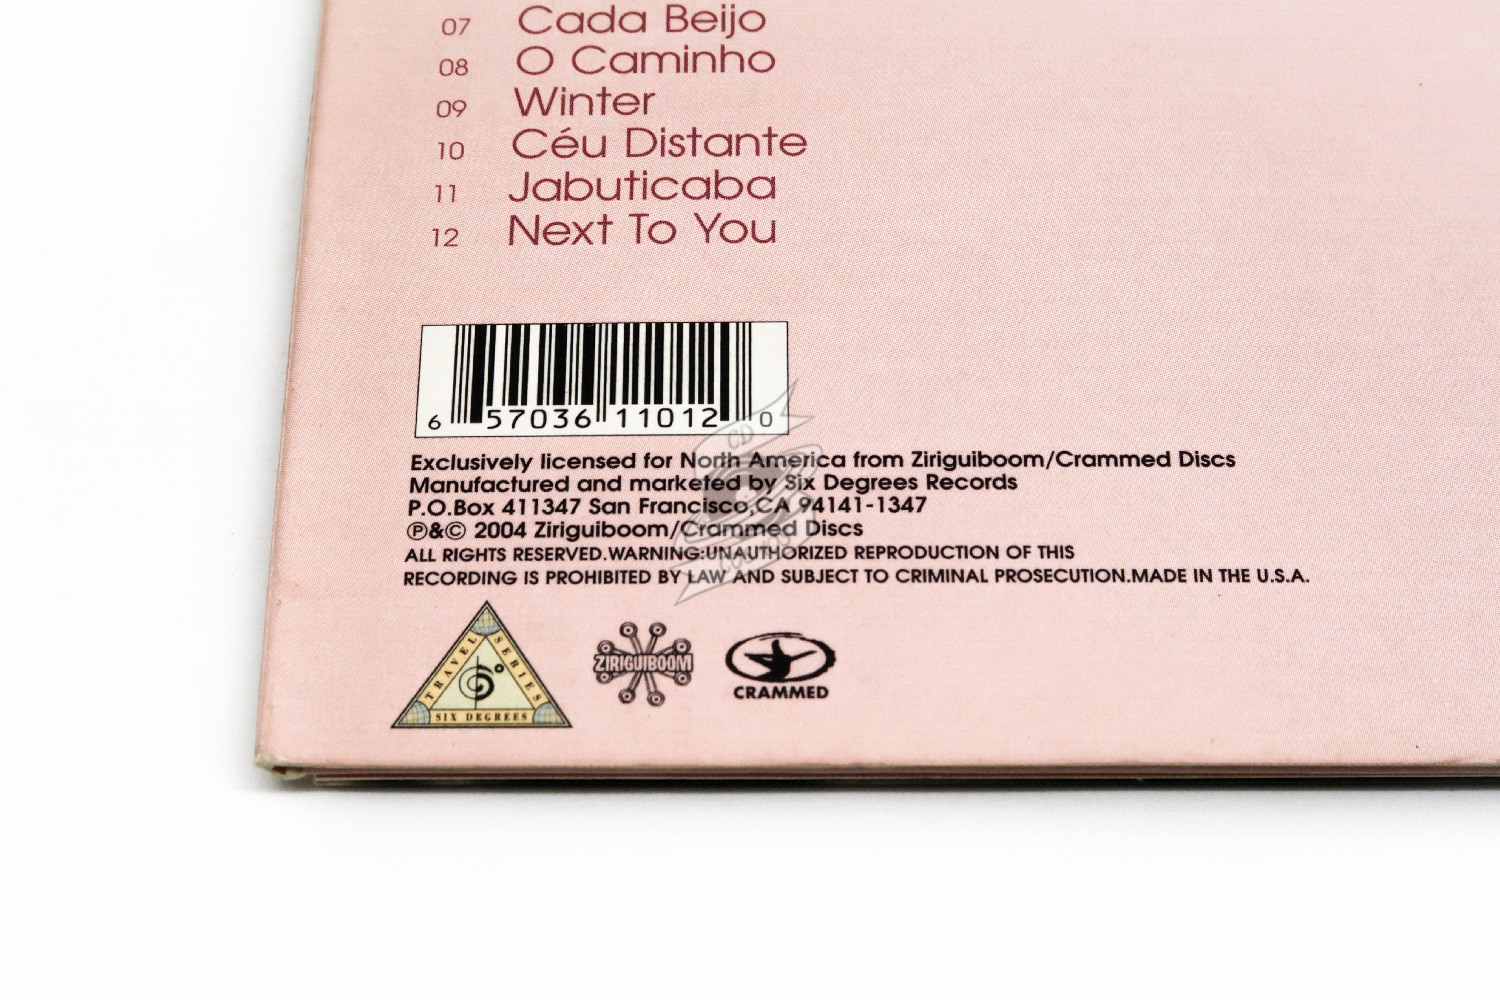 07 Cada Beijo
08 O Caminho
09 Winter
10 Céu Distante
11 Jabuticaba
12 Next To You
6 57036 11012 0
Exclusively licensed for North America from Ziriguiboom/Crammed Discs
Manufactured and marketed by Six Degrees Records
P.O.Box 411347 San Francisco,CA 94141-1347
℗&© 2004 Ziriguiboom/Crammed Discs
ALL RIGHTS RESERVED.WARNING:UNAUTHORIZED REPRODUCTION OF THIS
RECORDING IS PROHIBITED BY LAW AND SUBJECT TO CRIMINAL PROSECUTION.MADE IN THE U.S.A.
TRAVEL SERIES
6°
SIX DEGREES
ZIRIGUIBOOM
CRAMMED
CD